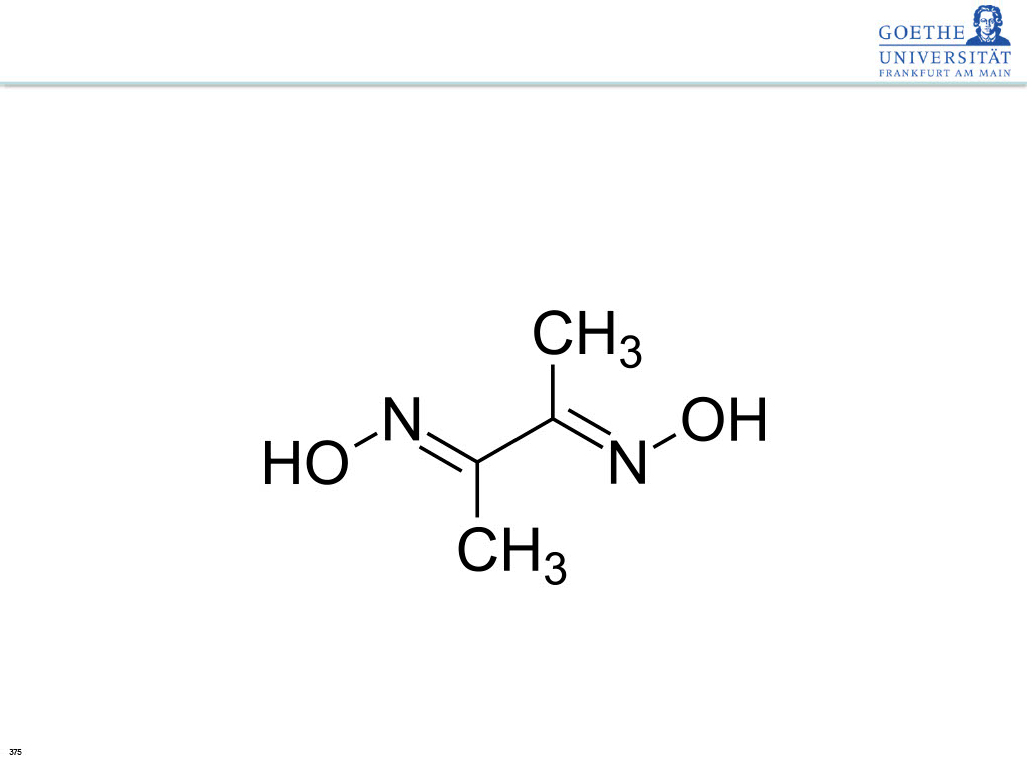 GOETHE
UNIVERSITÄT
FRANKFURT AM MAIN
CH3
N
OH
HO
N
CH3
375